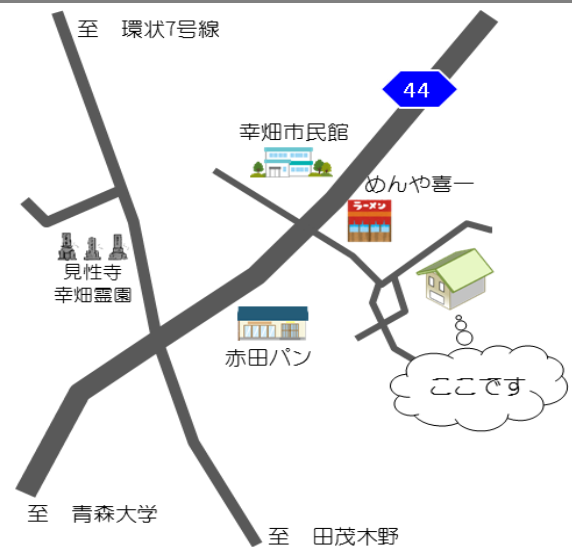 至　環状7号線
44
幸畑市民館
めんや喜一
ラーメン
見性寺
幸畑霊園
赤田パン
ここです
至　青森大学
至　田茂木野